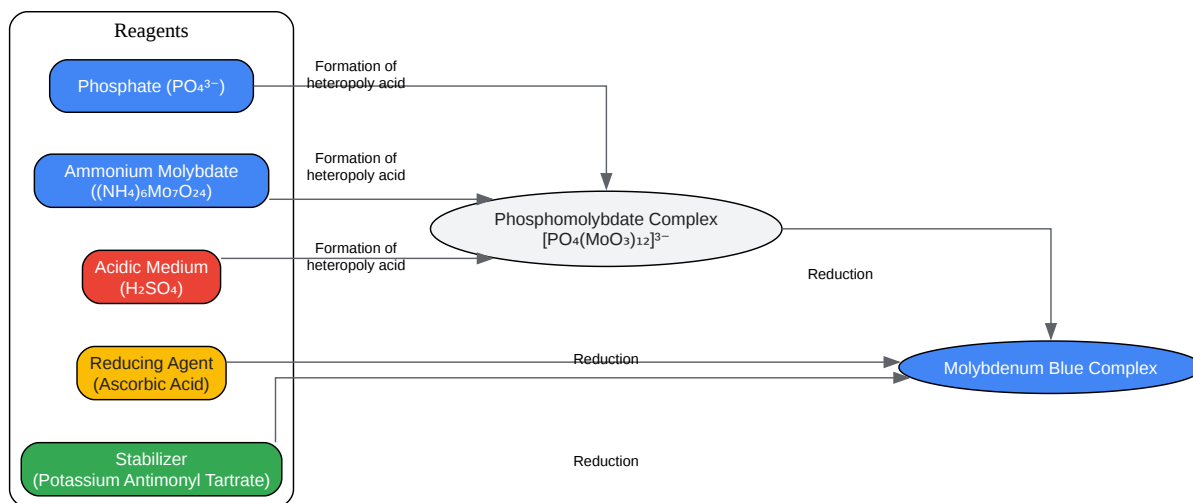 Reagents
Phosphate (PO₄³⁻)
Formation of
heteropoly acid
Ammonium Molybdate
((NH₄)₆Mo₇O₂₄)
Formation of
heteropoly acid
Phosphomolybdate Complex
[PO₄(MoO₃)₁₂]³⁻
Acidic Medium
(H₂SO₄)
Formation of
heteropoly acid
Reduction
Reducing Agent
(Ascorbic Acid)
Reduction
Molybdenum Blue Complex
Stabilizer
(Potassium Antimonyl Tartrate)
Reduction